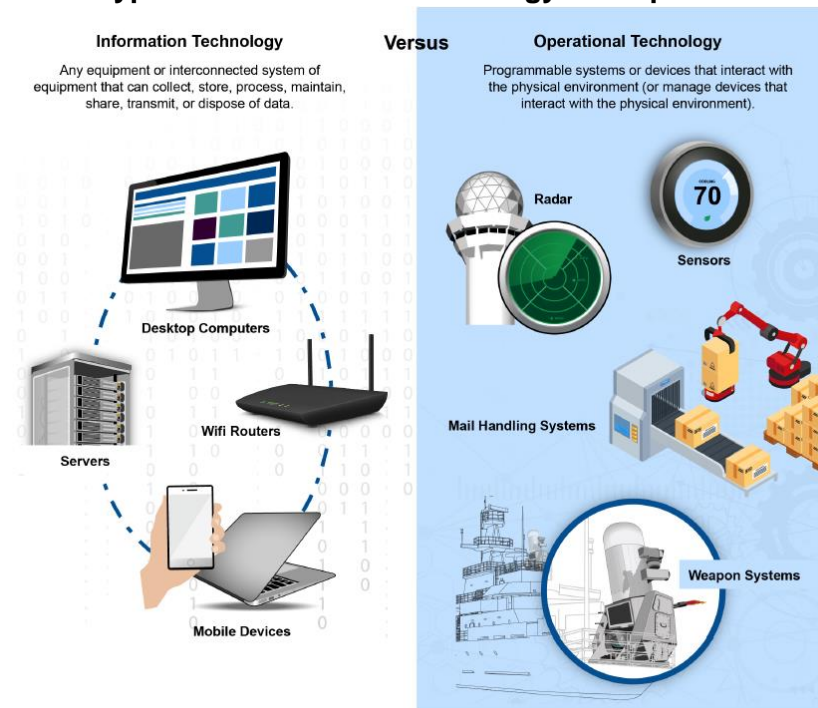 Information Technology
Versus
Operational Technology
Any equipment or interconnected system of
equipment that can collect, store, process, maintain,
share, transmit, or dispose of data.
Programmable systems or devices that interact with
the physical environment (or manage devices that
interact with the physical environment).
Radar
70
Sensors
Desktop Computers
Wifi Routers
Servers
Mail Handling Systems
Weapon Systems
Mobile Devices